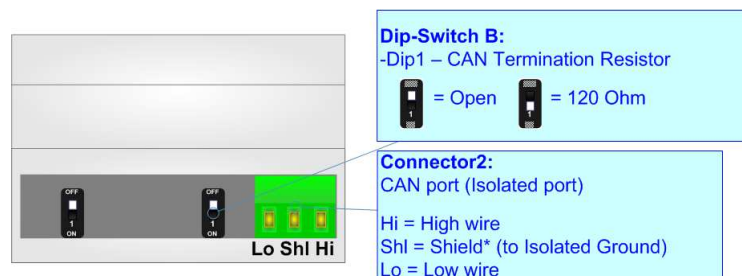 Dip-Switch B:
-Dip1 – CAN Termination Resistor
1 = Open 1 = 120 Ohm
Connector2:
CAN port (Isolated port)
Hi = High wire
Shl = Shield* (to Isolated Ground)
Lo = Low wire
OFF OFF
1 1
ON ON
Lo Shl Hi